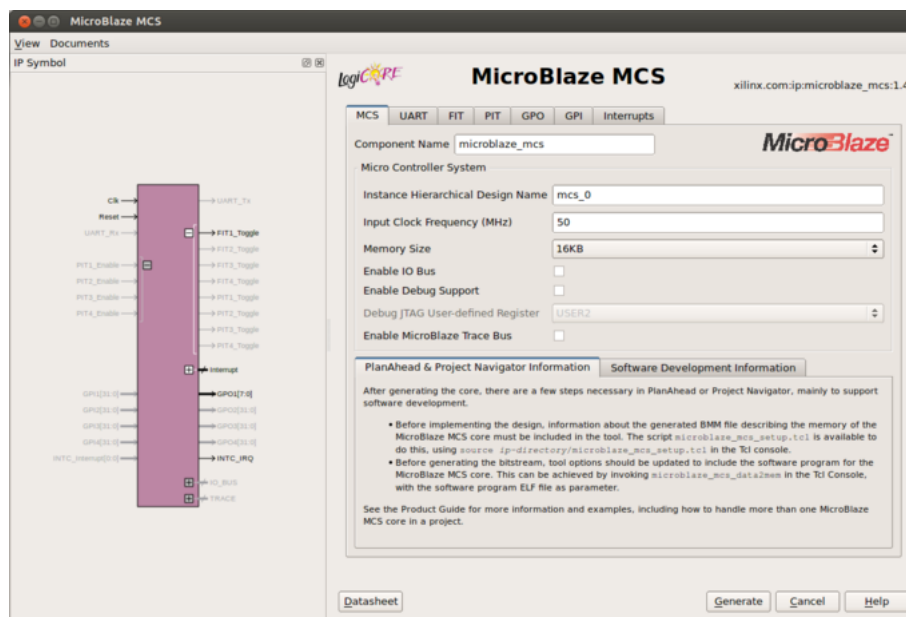 MicroBlaze MCS
View Documents
IP Symbol
Clk
Reset
UART_Rx
PIT1_Enable
PIT2_Enable
PIT3_Enable
PIT4_Enable
GPI1[31:0]
GPI2[31:0]
GPI3[31:0]
GPI4[31:0]
INTC_Interrupt[0:0]
UART_Tx
FIT1_Toggle
FIT2_Toggle
FIT3_Toggle
FIT4_Toggle
PIT1_Toggle
PIT2_Toggle
PIT3_Toggle
PIT4_Toggle
Interrupt
GPO1[7:0]
GPO2[31:0]
GPO3[31:0]
GPO4[31:0]
INTC_IRQ
IO_BUS
TRACE
LogiCORE
MicroBlaze MCS
xilinx.com:ip:microblaze_mcs:1.4
MCS UART FIT PIT GPO GPI Interrupts
Component Name microblaze_mcs
MicroBlaze
Micro Controller System
Instance Hierarchical Design Name mcs_0
Input Clock Frequency (MHz) 50
Memory Size 16KB
Enable IO Bus
Enable Debug Support
Debug JTAG User-defined Register USER2
Enable MicroBlaze Trace Bus
PlanAhead & Project Navigator Information Software Development Information
After generating the core, there are a few steps necessary in PlanAhead or Project Navigator, mainly to support
software development.
• Before implementing the design, information about the generated BMM file describing the memory of the
MicroBlaze MCS core must be included in the tool. The script microblaze_mcs_setup.tcl is available to
do this, using source ip-directory/microblaze_mcs_setup.tcl in the Tcl console.
• Before generating the bitstream, tool options should be updated to include the software program for the
MicroBlaze MCS core. This can be achieved by invoking microblaze_mcs_data2mem in the Tcl Console,
with the software program ELF file as parameter.
See the Product Guide for more information and examples, including how to handle more than one MicroBlaze
MCS core in a project.
Datasheet
Generate Cancel Help